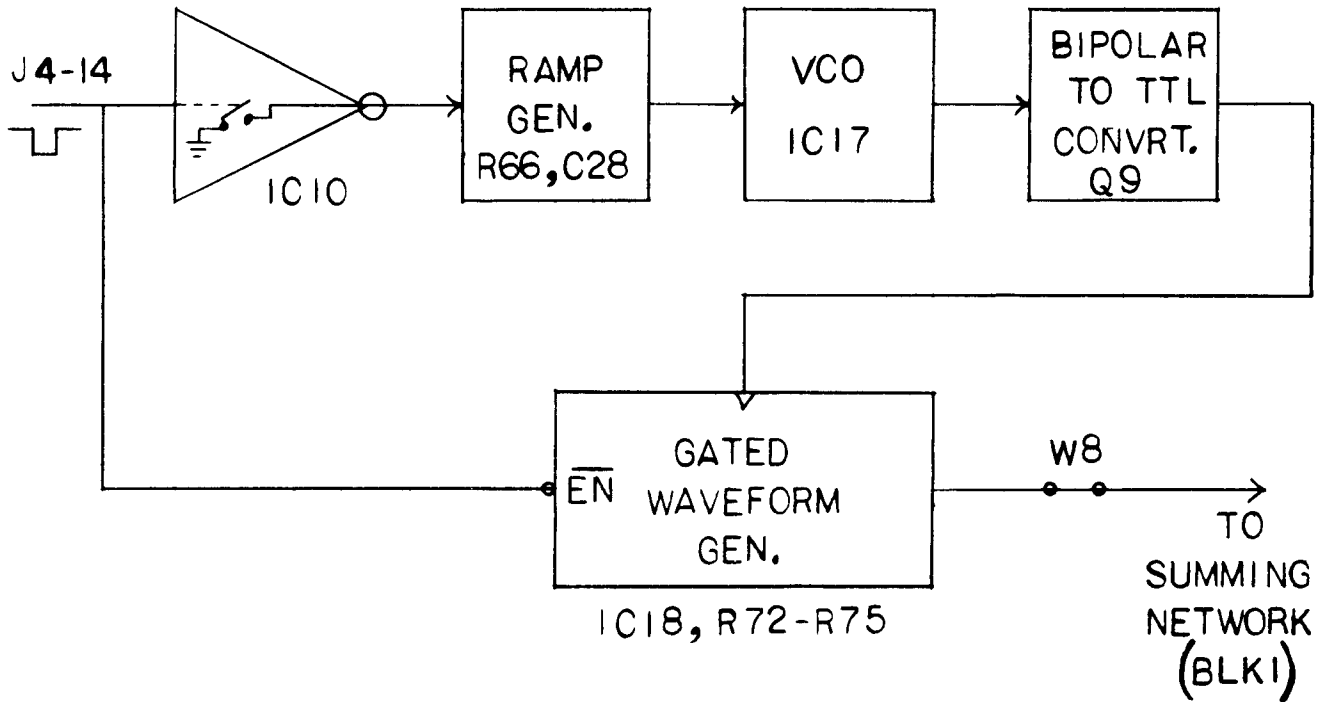 J4-14
IC10
RAMP
GEN.
R66,C28
VCO
IC17
BIPOLAR
TO TTL
CONVRT.
Q9
EN
GATED
WAVEFORM
GEN.
IC18, R72-R75
W8
TO
SUMMING
NETWORK
(BLK1)